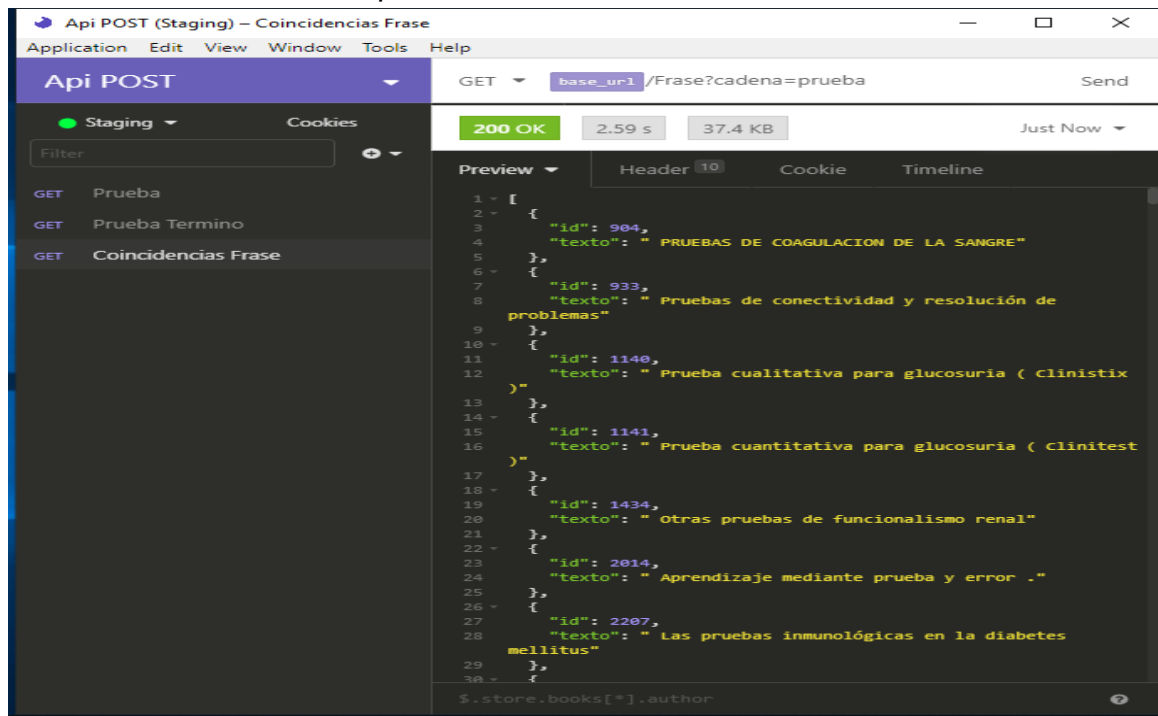 Api POST (Staging) – Coincidencias Frase
Application Edit View Window Tools Help
Api POST
GET base_url /Frase?cadena=prueba Send
Staging Cookies
200 OK 2.59 s 37.4 KB Just Now
Filter
Preview Header 10 Cookie Timeline
GET Prueba
GET Prueba Termino
GET Coincidencias Frase
1 [
2 {
3 "id": 904,
4 "texto": " PRUEBAS DE COAGULACION DE LA SANGRE"
5 },
6 {
7 "id": 933,
8 "texto": " Pruebas de conectividad y resolución de
problemas"
9 },
10 {
11 "id": 1140,
12 "texto": " Prueba cualitativa para glucosuria ( Clinistix
)"
13 },
14 {
15 "id": 1141,
16 "texto": " Prueba cuantitativa para glucosuria ( Clinitest
)"
17 },
18 {
19 "id": 1434,
20 "texto": " Otras pruebas de funcionalismo renal"
21 },
22 {
23 "id": 2014,
24 "texto": " Aprendizaje mediante prueba y error ."
25 },
26 {
27 "id": 2207,
28 "texto": " Las pruebas inmunológicas en la diabetes
mellitus"
29 },
30 {
$.store.books[*].author